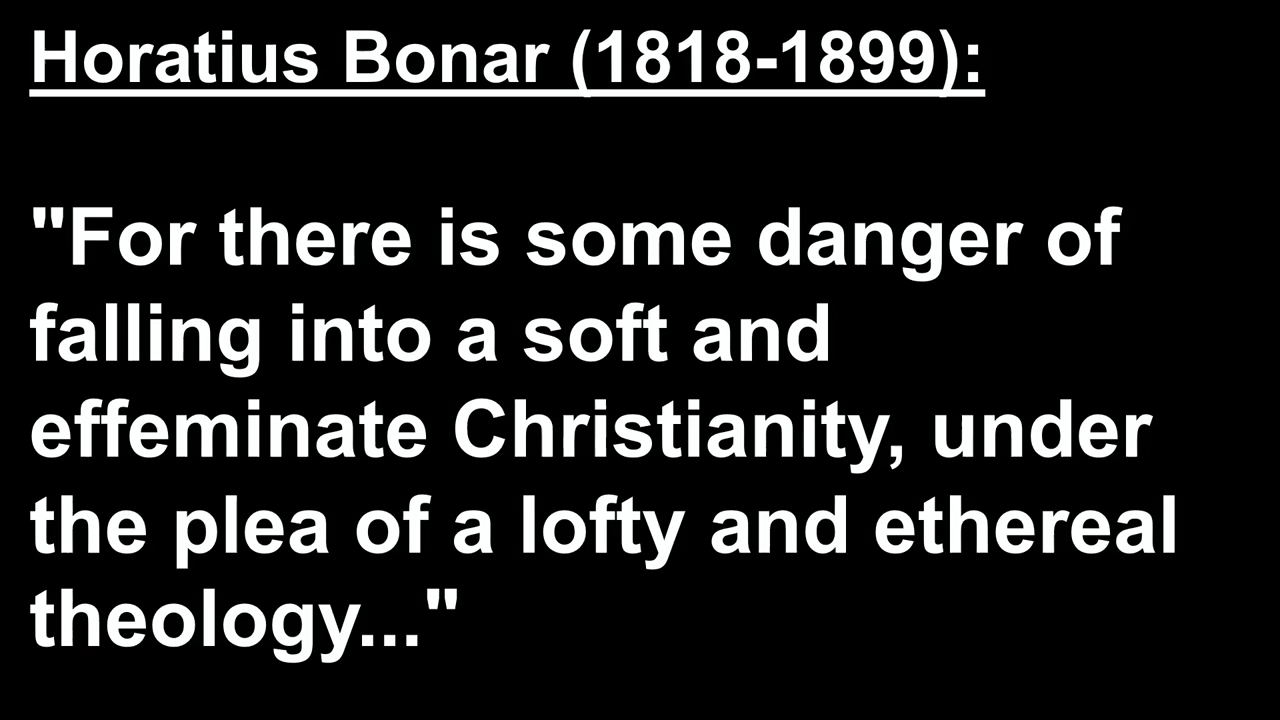 Horatius Bonar (1818-1899):
"For there is some danger of
falling into a soft and
effeminate Christianity, under
the plea of a lofty and ethereal
theology..."